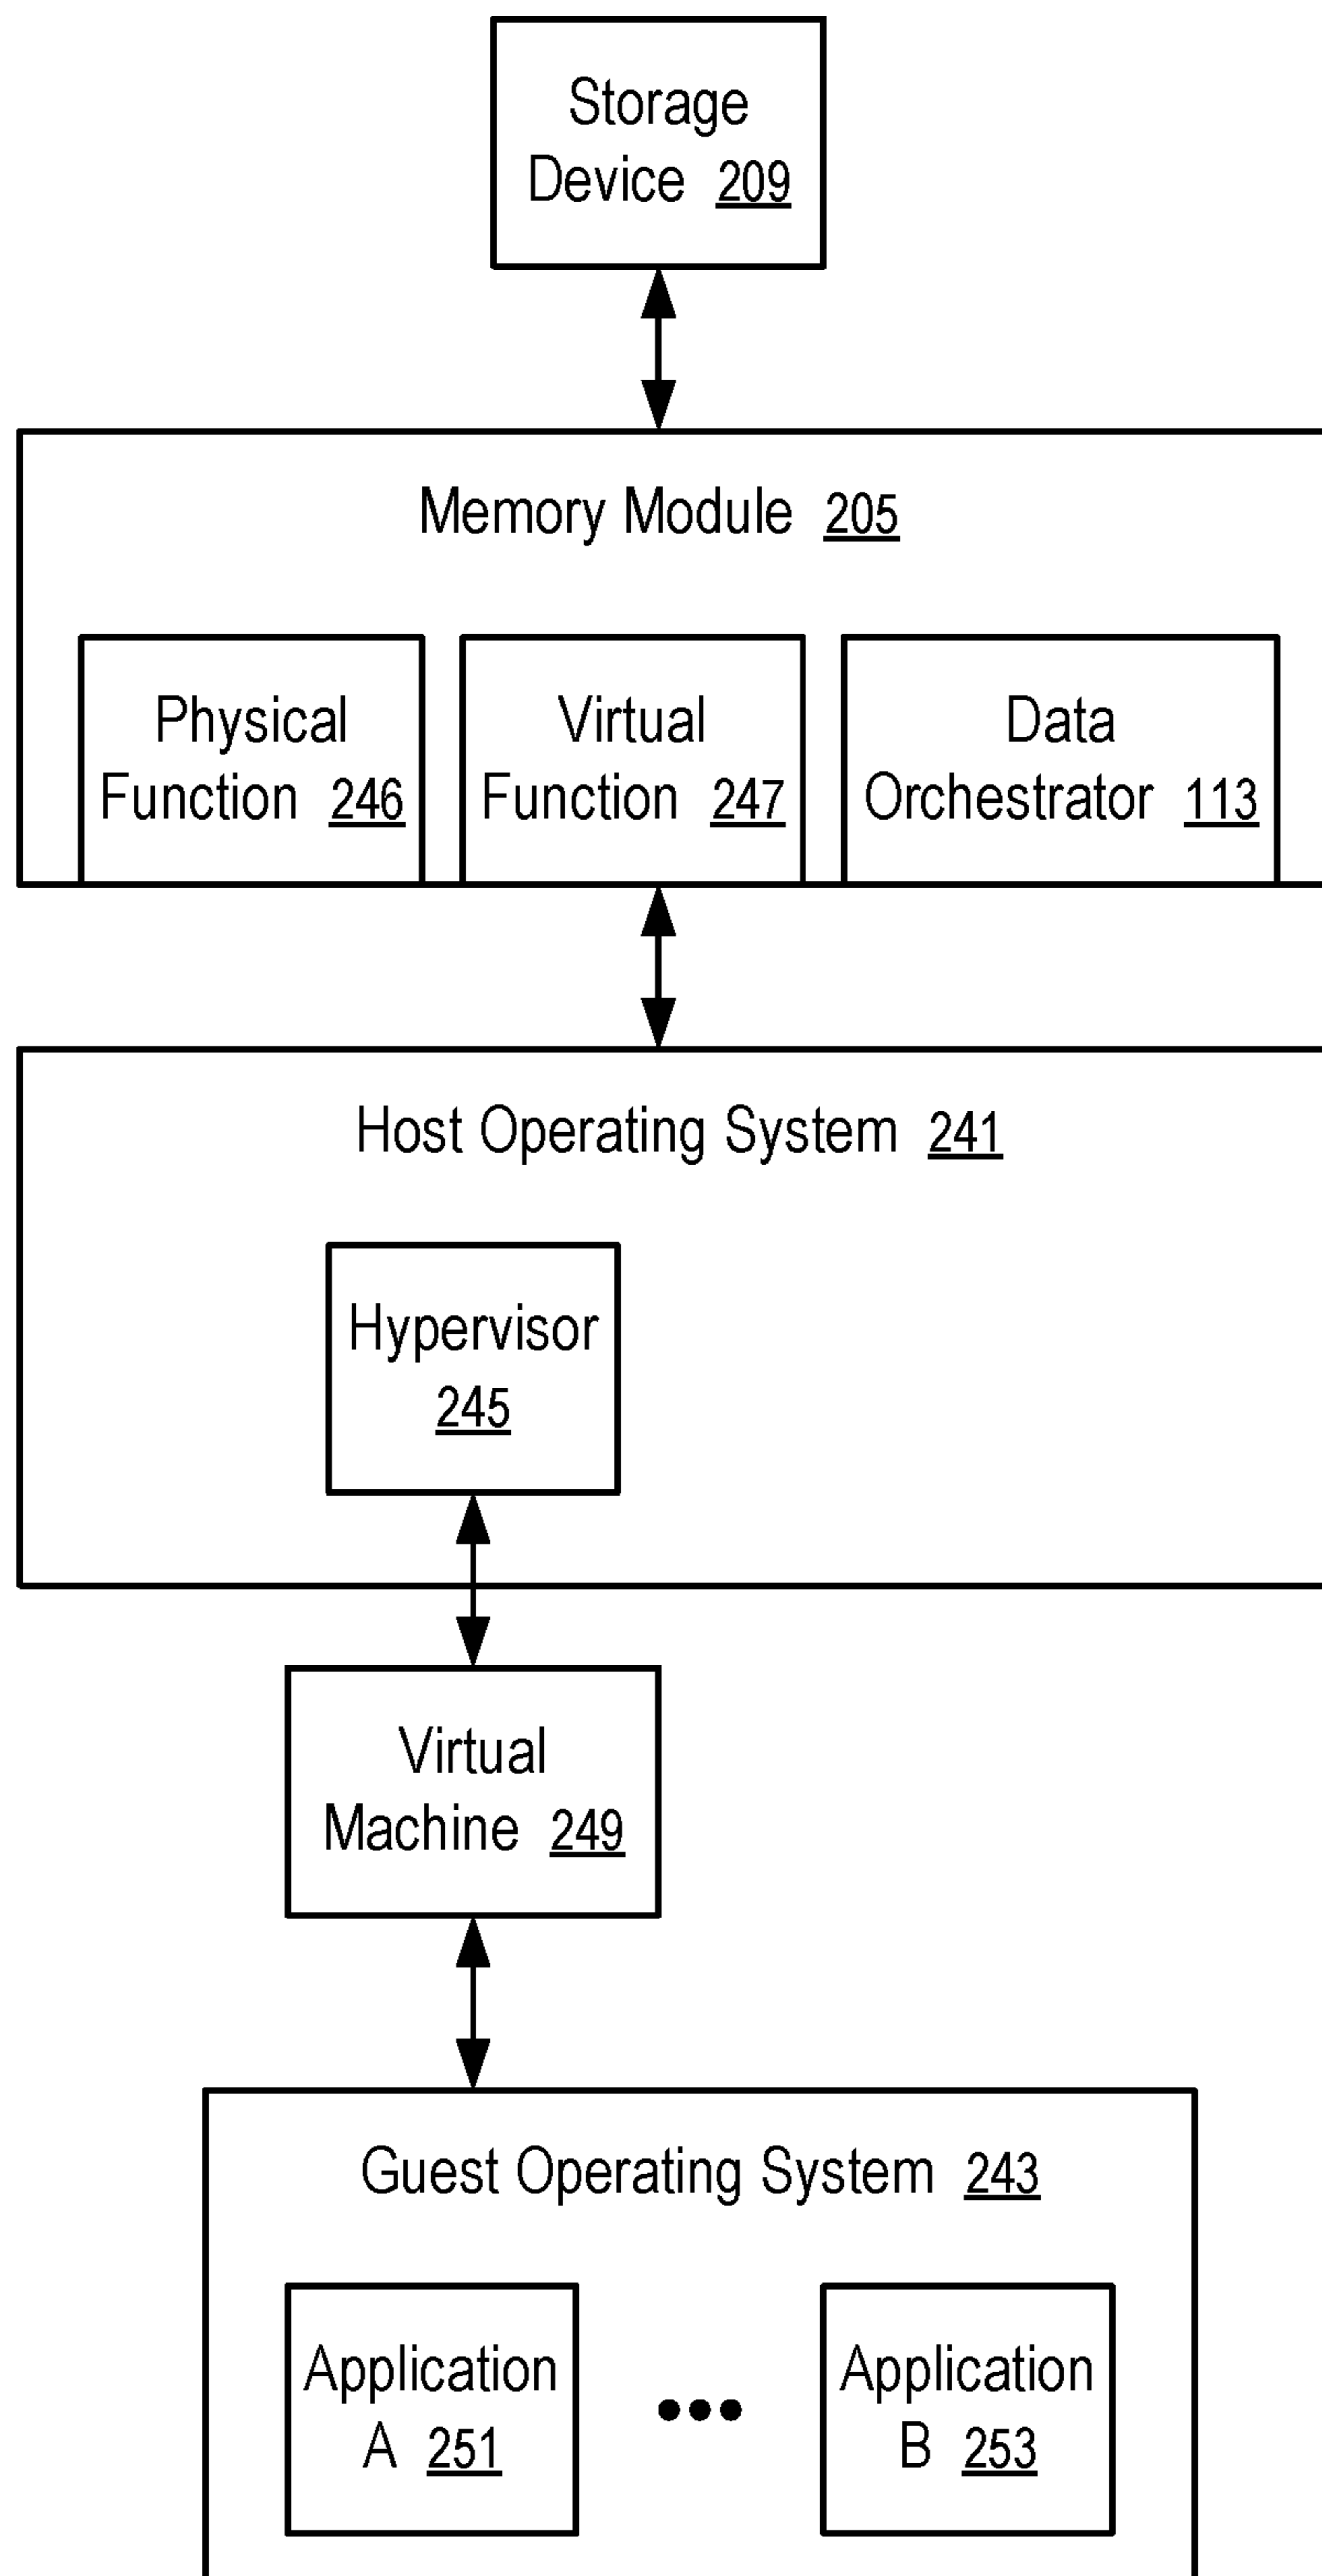 Storage
Device 209
Memory Module 205
Physical
Function 246
Virtual
Function 247
Data
Orchestrator 113
Host Operating System 241
Hypervisor
245
Virtual
Machine 249
Guest Operating System 243
Application
A 251
Application
B 253